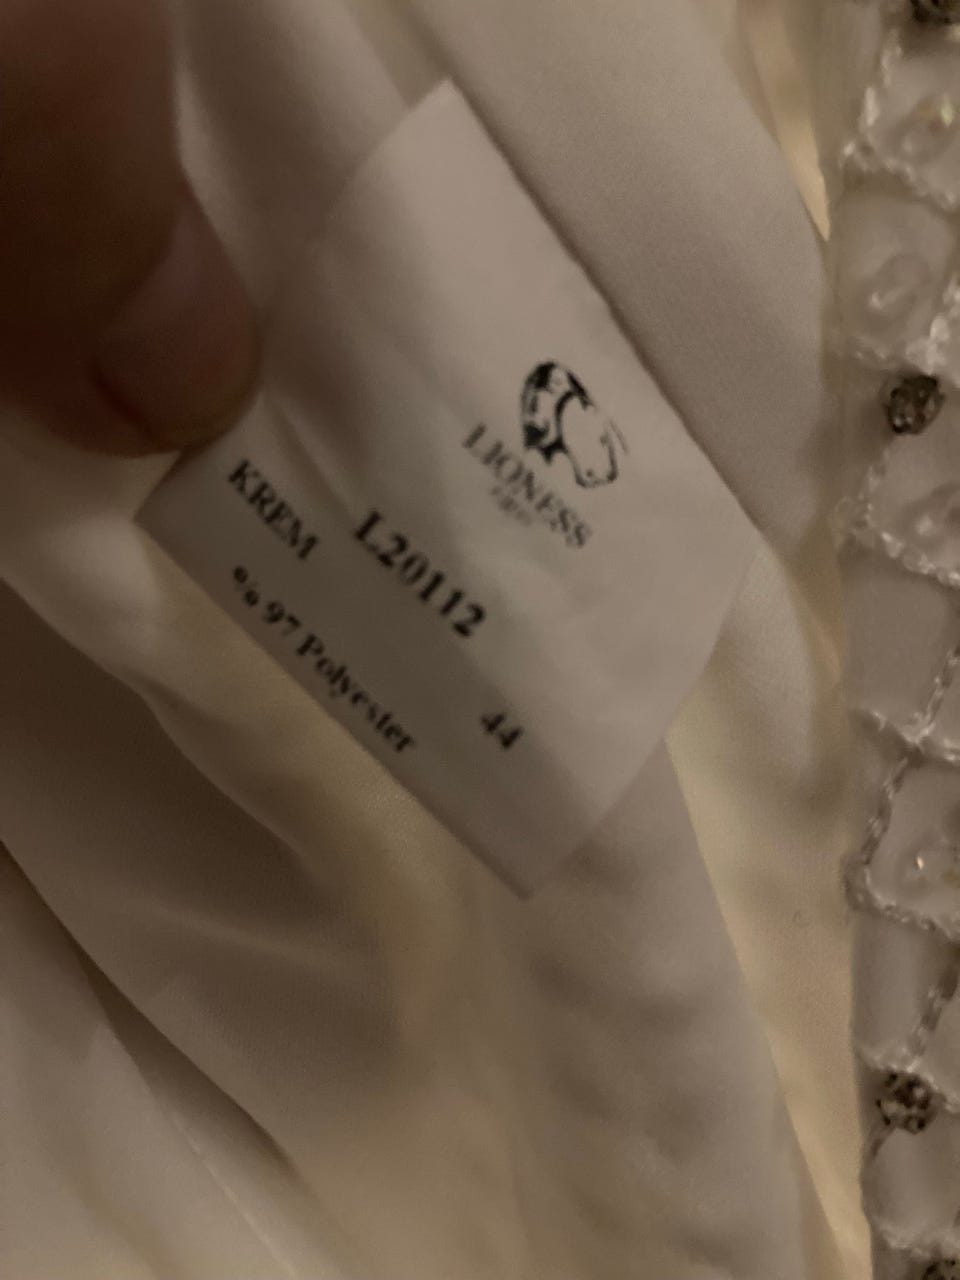 LIONESS
L20112
KREM 44
% 97 Polyester